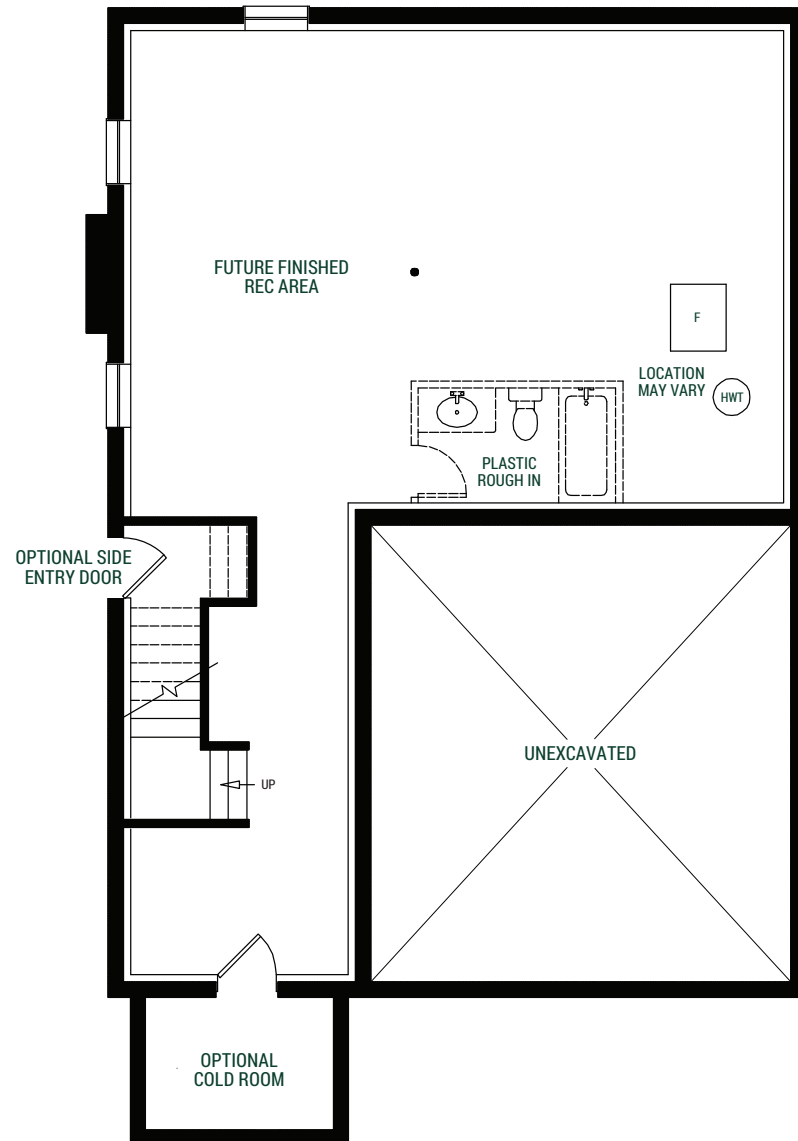 FUTURE FINISHED
REC AREA
F
LOCATION
MAY VARY
HWT
PLASTIC
ROUGH IN
OPTIONAL SIDE
ENTRY DOOR
UNEXCAVATED
UP
OPTIONAL
COLD ROOM